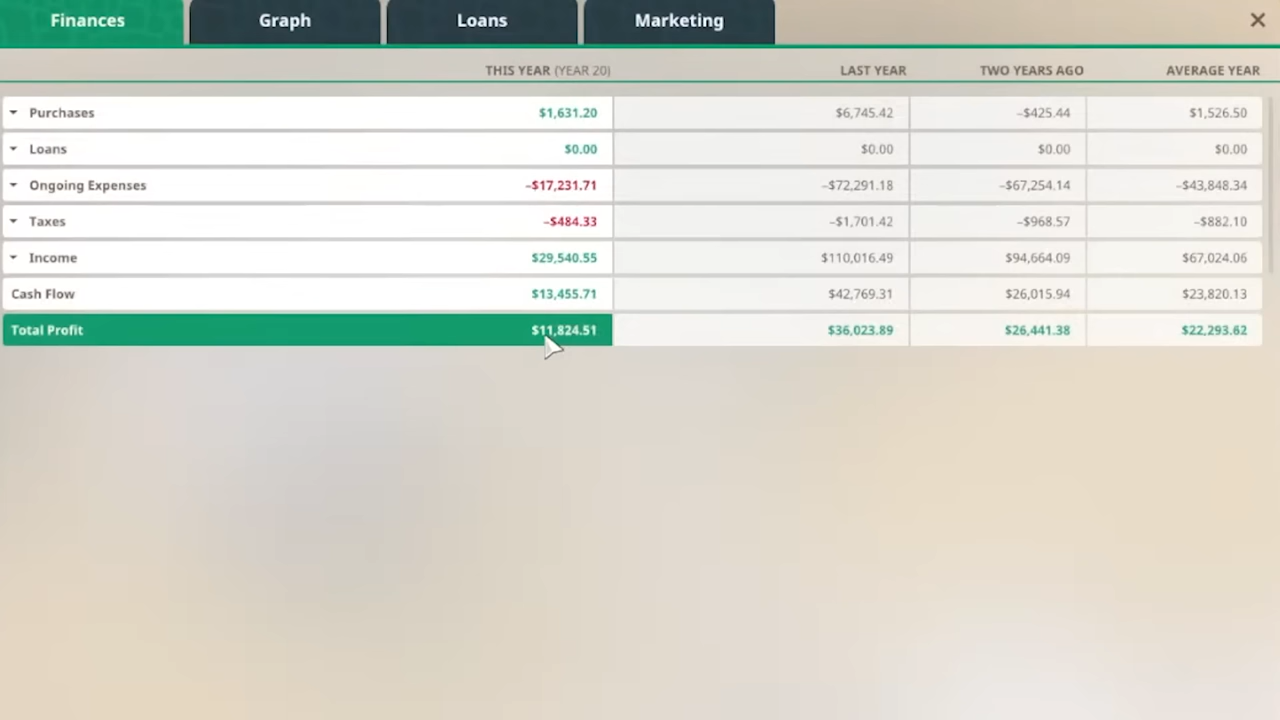 Finances Graph Loans Marketing ✕
THIS YEAR (YEAR 20) LAST YEAR TWO YEARS AGO AVERAGE YEAR
Purchases $1,631.20 $6,745.42 –$425.44 $1,526.50
Loans $0.00 $0.00 $0.00 $0.00
Ongoing Expenses –$17,231.71 –$72,291.18 –$67,254.14 –$43,848.34
Taxes –$484.33 –$1,701.42 –$968.57 –$882.10
Income $29,540.55 $110,016.49 $94,664.09 $67,024.06
Cash Flow $13,455.71 $42,769.31 $26,015.94 $23,820.13
Total Profit $11,824.51 $36,023.89 $26,441.38 $22,293.62